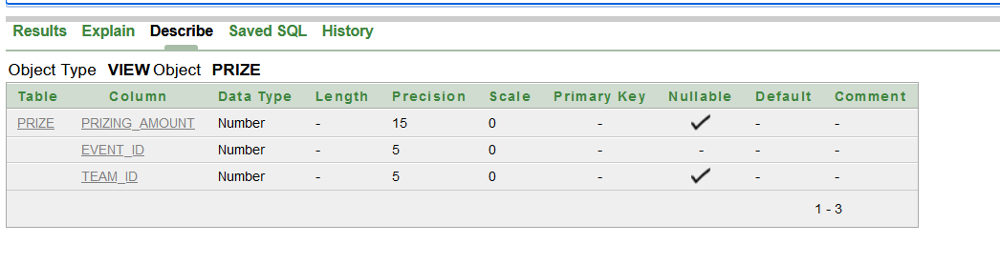 Results Explain Describe Saved SQL History
Object Type VIEW Object PRIZE
Table Column Data Type Length Precision Scale Primary Key Nullable Default Comment
PRIZE PRIZING_AMOUNT Number - 15 0 - ✓ - -
EVENT_ID Number - 5 0 - - - -
TEAM_ID Number - 5 0 - ✓ - -
1 - 3